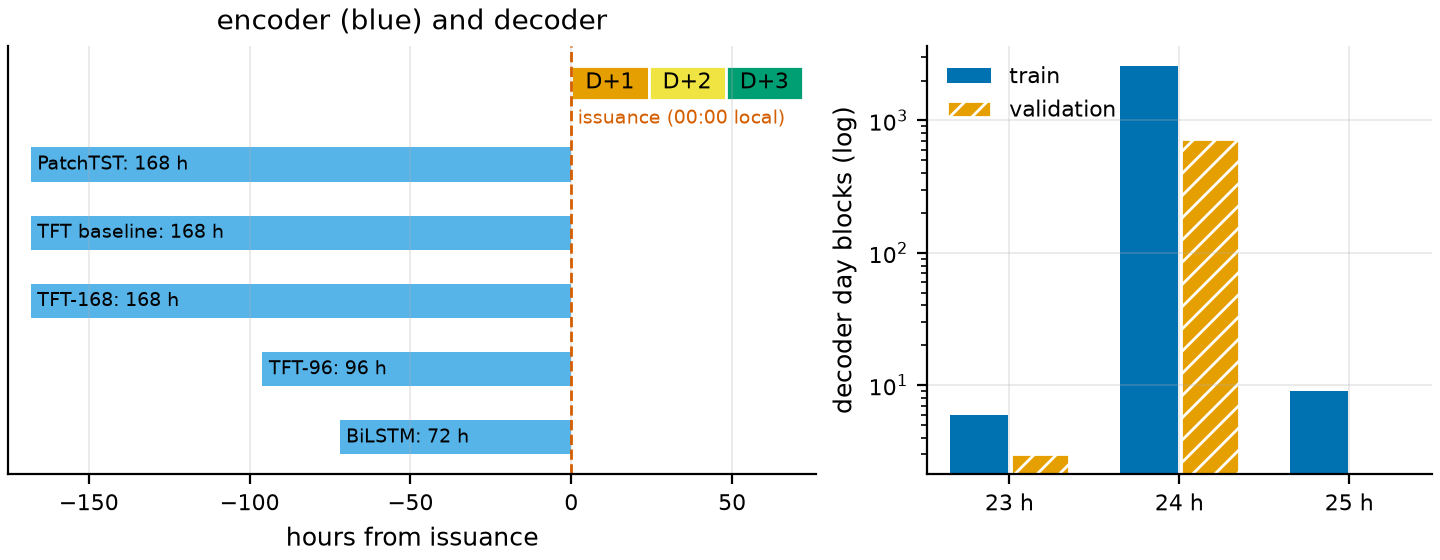 encoder (blue) and decoder
D+1 D+2 D+3
issuance (00:00 local)
PatchTST: 168 h
TFT baseline: 168 h
TFT-168: 168 h
TFT-96: 96 h
BiLSTM: 72 h
−150 −100 −50 0 50
hours from issuance
decoder day blocks (log)
train
validation
10³
10²
10¹
23 h 24 h 25 h